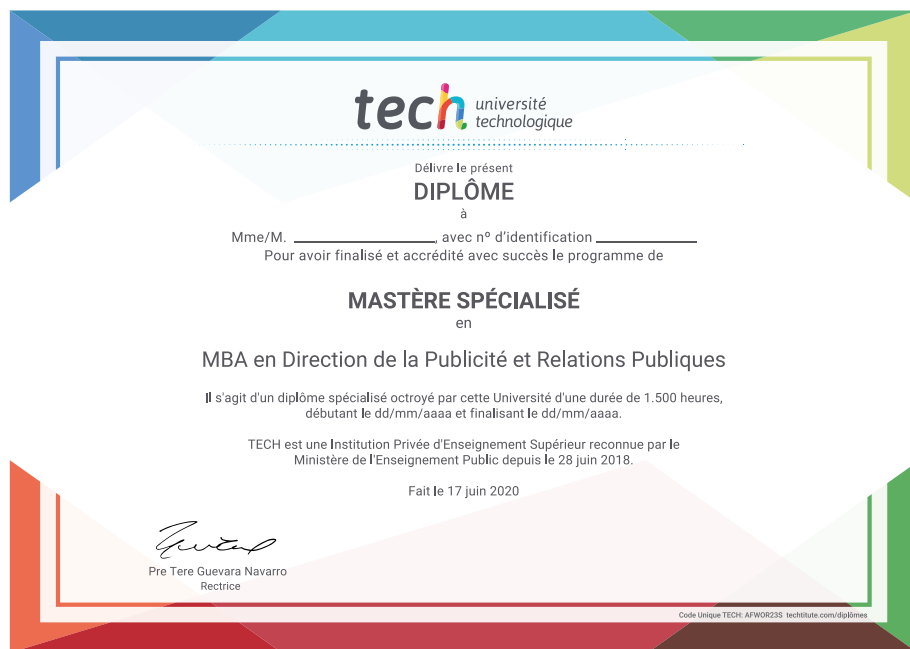 tech université
technologique
Délivre le présent
DIPLÔME
à
Mme/M. ________________, avec nº d'identification ____________
Pour avoir finalisé et accrédité avec succès le programme de
MASTÈRE SPÉCIALISÉ
en
MBA en Direction de la Publicité et Relations Publiques
Il s'agit d'un diplôme spécialisé octroyé par cette Université d'une durée de 1.500 heures,
débutant le dd/mm/aaaa et finalisant le dd/mm/aaaa.
TECH est une Institution Privée d'Enseignement Supérieur reconnue par le
Ministère de l'Enseignement Public depuis le 28 juin 2018.
Fait le 17 juin 2020
Pre Tere Guevara Navarro
Rectrice
Code Unique TECH: AFWOR23S techtitute.com/diplômes